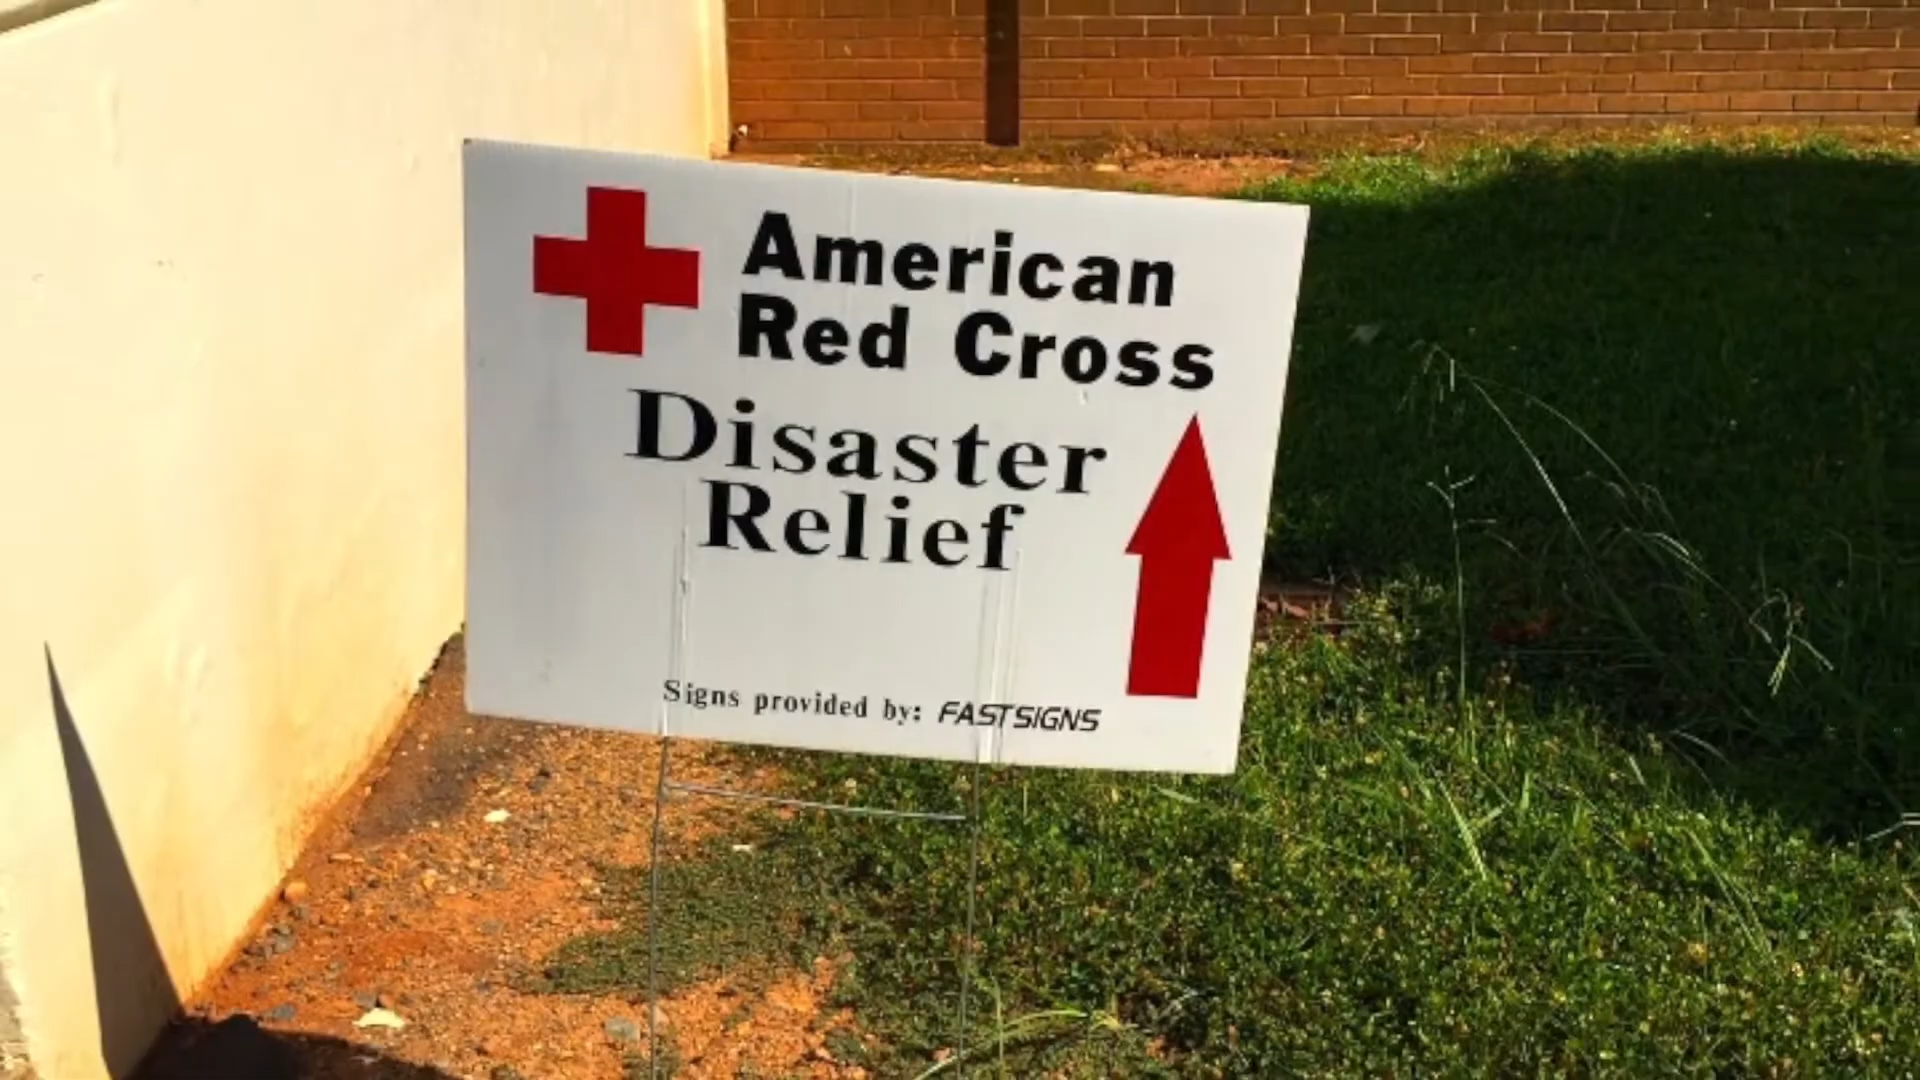 American
Red Cross
Disaster
Relief
Signs provided by: FASTSIGNS